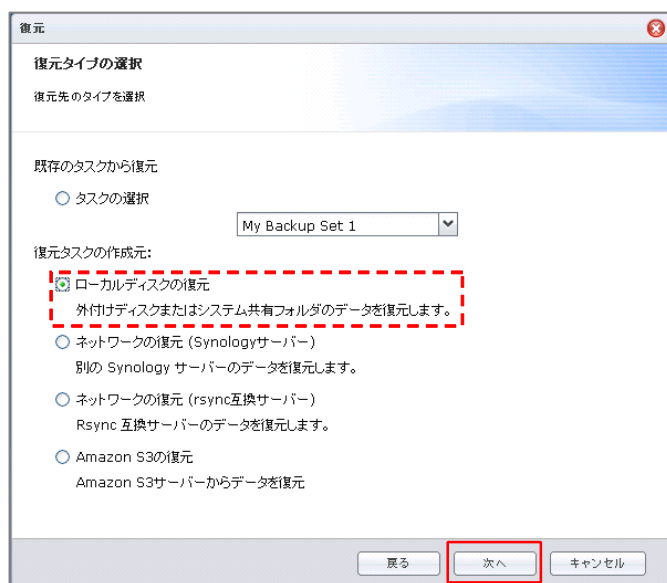 復元
復元タイプの選択
復元先のタイプを選択
既存のタスクから復元
タスクの選択
My Backup Set 1
復元タスクの作成元:
ローカルディスクの復元
外付けディスクまたはシステム共有フォルダのデータを復元します。
ネットワークの復元 (Synologyサーバー)
別の Synology サーバーのデータを復元します。
ネットワークの復元 (rsync互換サーバー)
Rsync 互換サーバーのデータを復元します。
Amazon S3の復元
Amazon S3サーバーからデータを復元
戻る 次へ キャンセル